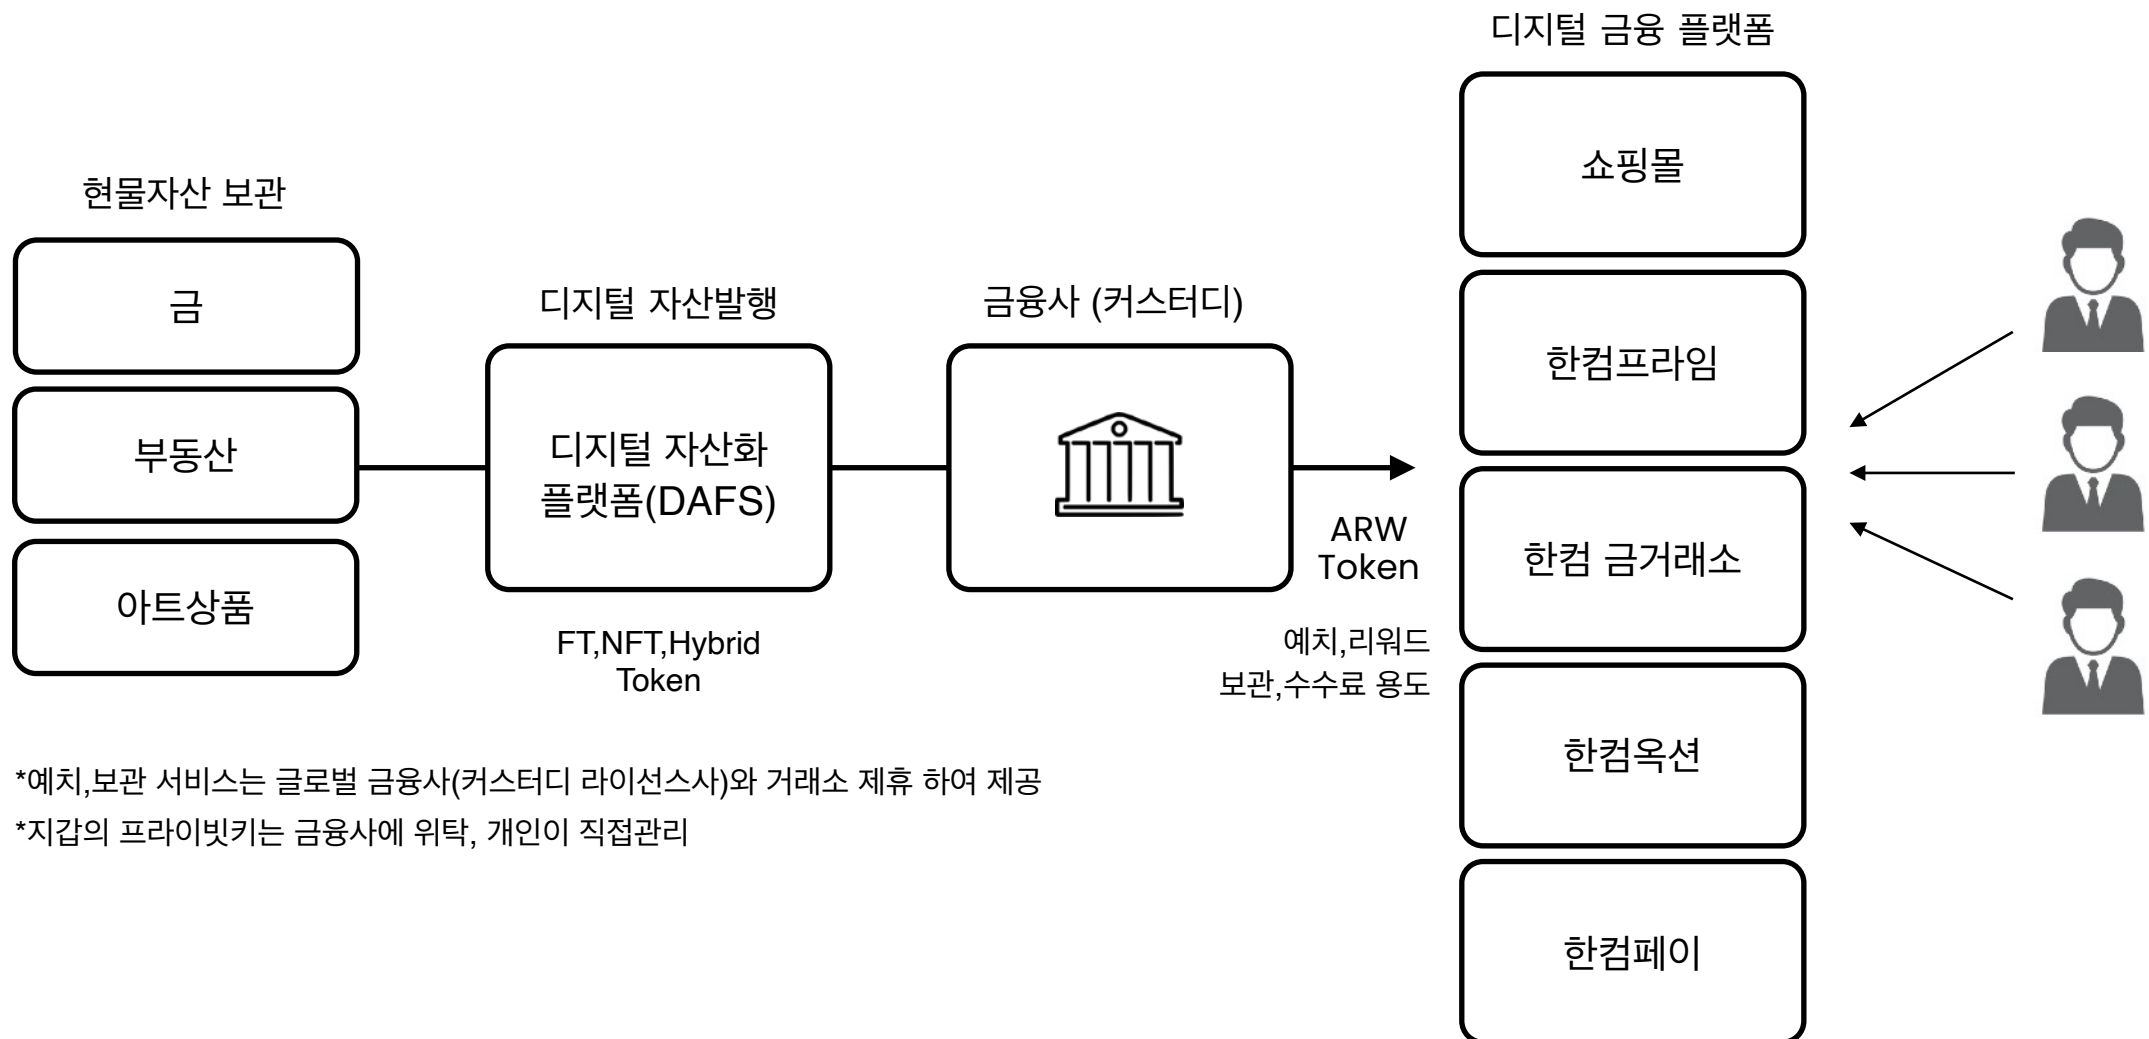 현물자산 보관
금
부동산
아트상품
디지털 자산발행
디지털 자산화
플랫폼(DAFS)
FT,NFT,Hybrid
Token
금융사 (커스터디)
ARW
Token
예치,리워드
보관,수수료 용도
디지털 금융 플랫폼
쇼핑몰
한컴프라임
한컴 금거래소
한컴옥션
한컴페이
*예치,보관 서비스는 글로벌 금융사(커스터디 라이선스사)와 거래소 제휴 하여 제공
*지갑의 프라이빗키는 금융사에 위탁, 개인이 직접관리